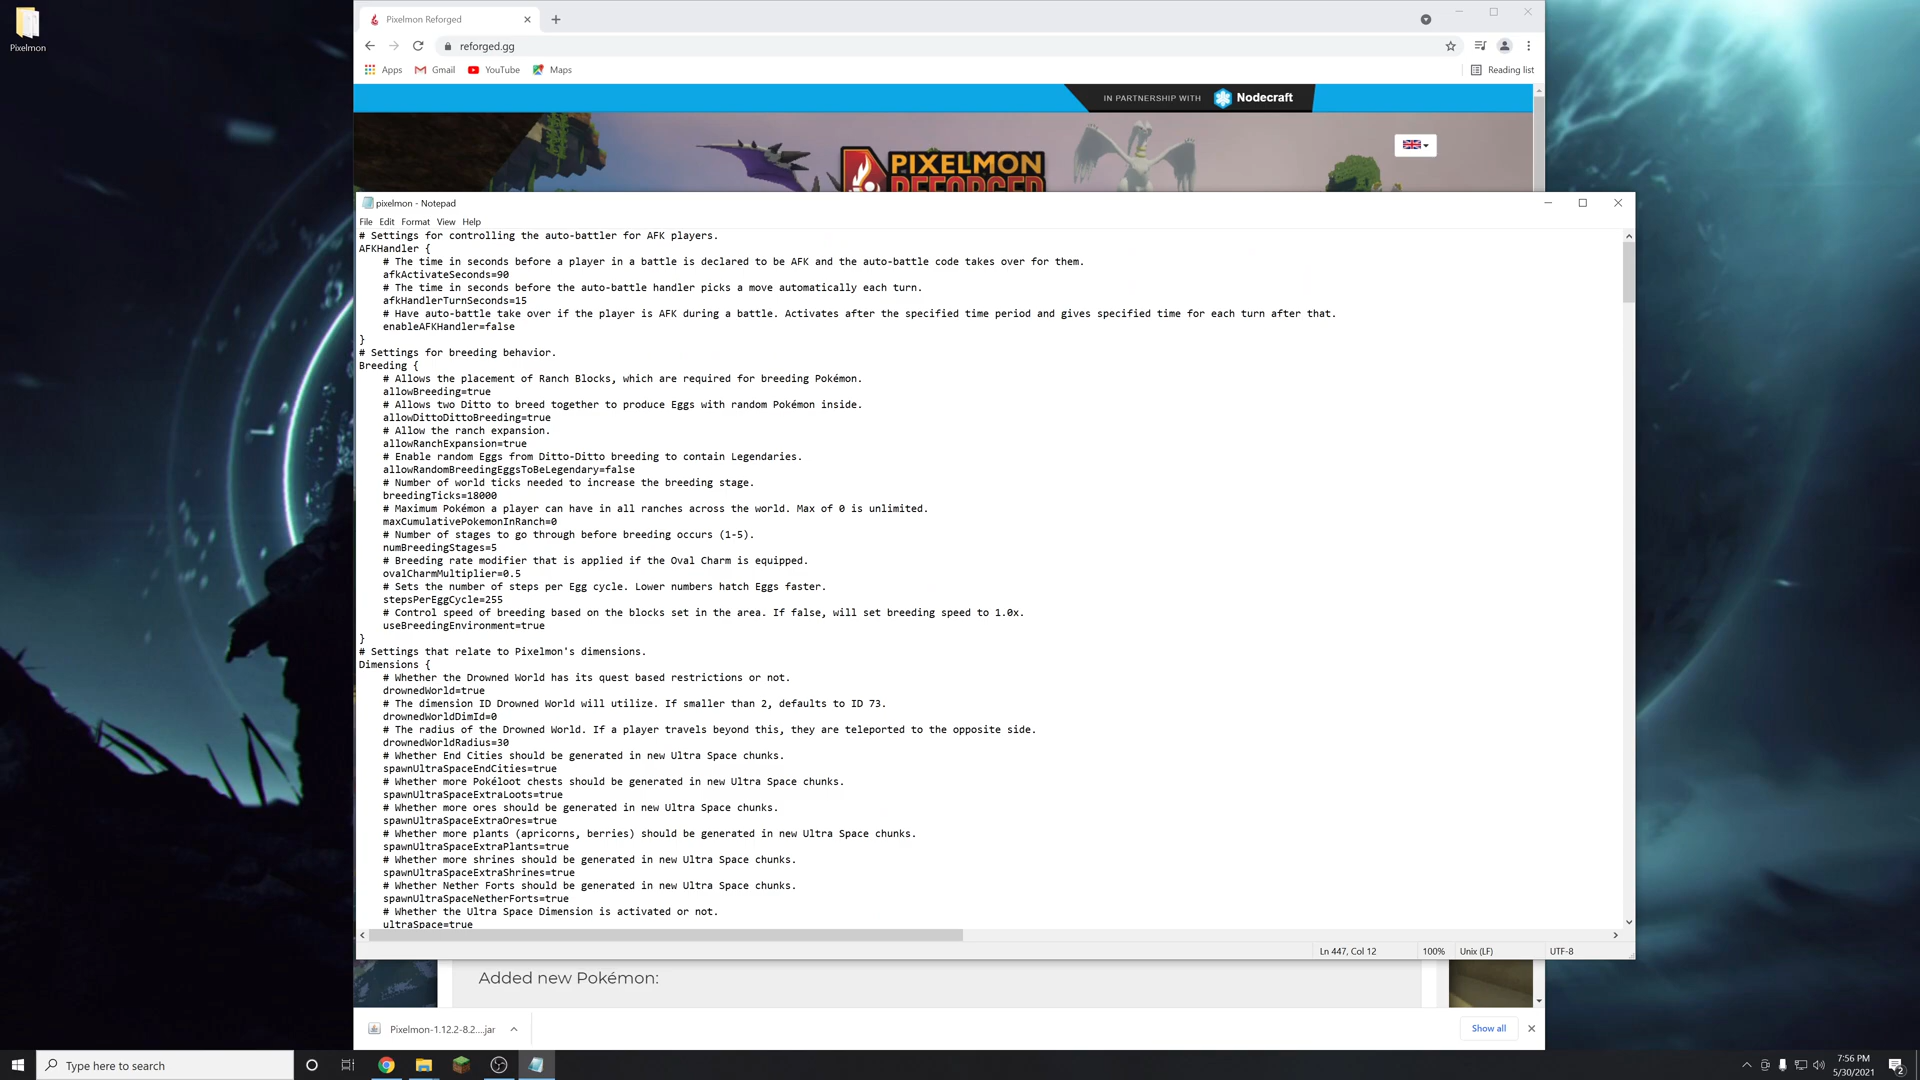 Pixelmon
Pixelmon Reforged
reforged.gg
Apps
Gmail
YouTube
Maps
Reading list
IN PARTNERSHIP WITH
Nodecraft
PIXELMON
REFORGED
pixelmon - Notepad
File Edit Format View Help
# Settings for controlling the auto-battler for AFK players.
AFKHandler {
# The time in seconds before a player in a battle is declared to be AFK and the auto-battle code takes over for them.
afkActivateSeconds=90
# The time in seconds before the auto-battle handler picks a move automatically each turn.
afkHandlerTurnSeconds=15
# Have auto-battle take over if the player is AFK during a battle. Activates after the specified time period and gives specified time for each turn after that.
enableAFKHandler=false
}
# Settings for breeding behavior.
Breeding {
# Allows the placement of Ranch Blocks, which are required for breeding Pokémon.
allowBreeding=true
# Allows two Ditto to breed together to produce Eggs with random Pokémon inside.
allowDittoDittoBreeding=true
# Allow the ranch expansion.
allowRanchExpansion=true
# Enable random Eggs from Ditto-Ditto breeding to contain Legendaries.
allowRandomBreedingEggsToBeLegendary=false
# Number of world ticks needed to increase the breeding stage.
breedingTicks=18000
# Maximum Pokémon a player can have in all ranches across the world. Max of 0 is unlimited.
maxCumulativePokemonInRanch=0
# Number of stages to go through before breeding occurs (1-5).
numBreedingStages=5
# Breeding rate modifier that is applied if the Oval Charm is equipped.
ovalCharmMultiplier=0.5
# Sets the number of steps per Egg cycle. Lower numbers hatch Eggs faster.
stepsPerEggCycle=255
# Control speed of breeding based on the blocks set in the area. If false, will set breeding speed to 1.0x.
useBreedingEnvironment=true
}
# Settings that relate to Pixelmon's dimensions.
Dimensions {
# Whether the Drowned World has its quest based restrictions or not.
drownedWorld=true
# The dimension ID Drowned World will utilize. If smaller than 2, defaults to ID 73.
drownedWorldDimId=0
# The radius of the Drowned World. If a player travels beyond this, they are teleported to the opposite side.
drownedWorldRadius=30
# Whether End Cities should be generated in new Ultra Space chunks.
spawnUltraSpaceEndCities=true
# Whether more Pokéloot chests should be generated in new Ultra Space chunks.
spawnUltraSpaceExtraLoots=true
# Whether more ores should be generated in new Ultra Space chunks.
spawnUltraSpaceExtraOres=true
# Whether more plants (apricorns, berries) should be generated in new Ultra Space chunks.
spawnUltraSpaceExtraPlants=true
# Whether more shrines should be generated in new Ultra Space chunks.
spawnUltraSpaceExtraShrines=true
# Whether Nether Forts should be generated in new Ultra Space chunks.
spawnUltraSpaceNetherForts=true
# Whether the Ultra Space Dimension is activated or not.
ultraSpace=true
Ln 447, Col 12
100%
Unix (LF)
UTF-8
Added new Pokémon:
Pixelmon-1.12.2-8.2....jar
Show all
Type here to search
7:56 PM
5/30/2021
2